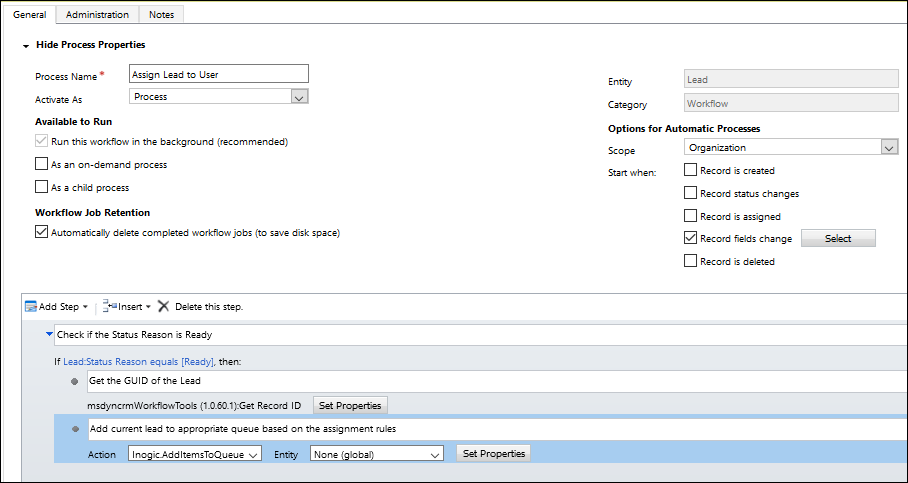 General Administration Notes
Hide Process Properties
Process Name * Assign Lead to User
Activate As Process
Available to Run
Run this workflow in the background (recommended)
As an on-demand process
As a child process
Workflow Job Retention
Automatically delete completed workflow jobs (to save disk space)
Entity Lead
Category Workflow
Options for Automatic Processes
Scope Organization
Start when: Record is created
Record status changes
Record is assigned
Record fields change Select
Record is deleted
Add Step Insert Delete this step.
Check if the Status Reason is Ready
If Lead:Status Reason equals [Ready], then:
Get the GUID of the Lead
msdyncrmWorkflowTools (1.0.60.1):Get Record ID Set Properties
Add current lead to appropriate queue based on the assignment rules
Action Inogic.AddItemsToQueue Entity None (global) Set Properties